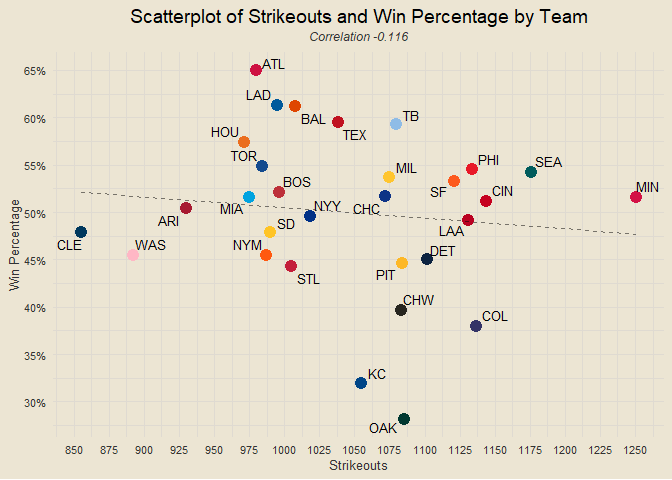 Scatterplot of Strikeouts and Win Percentage by Team
Correlation -0.116
65%
60%
55%
50%
45%
40%
35%
30%
Win Percentage
ATL
LAD
BAL
TEX
TB
HOU
TOR
BOS
MIL
PHI
SEA
SF
CIN
MIN
MIA
ARI
NYY
CHC
SD
LAA
CLE
WAS
NYM
STL
DET
PIT
CHW
COL
KC
OAK
850 875 900 925 950 975 1000 1025 1050 1075 1100 1125 1150 1175 1200 1225 1250
Strikeouts